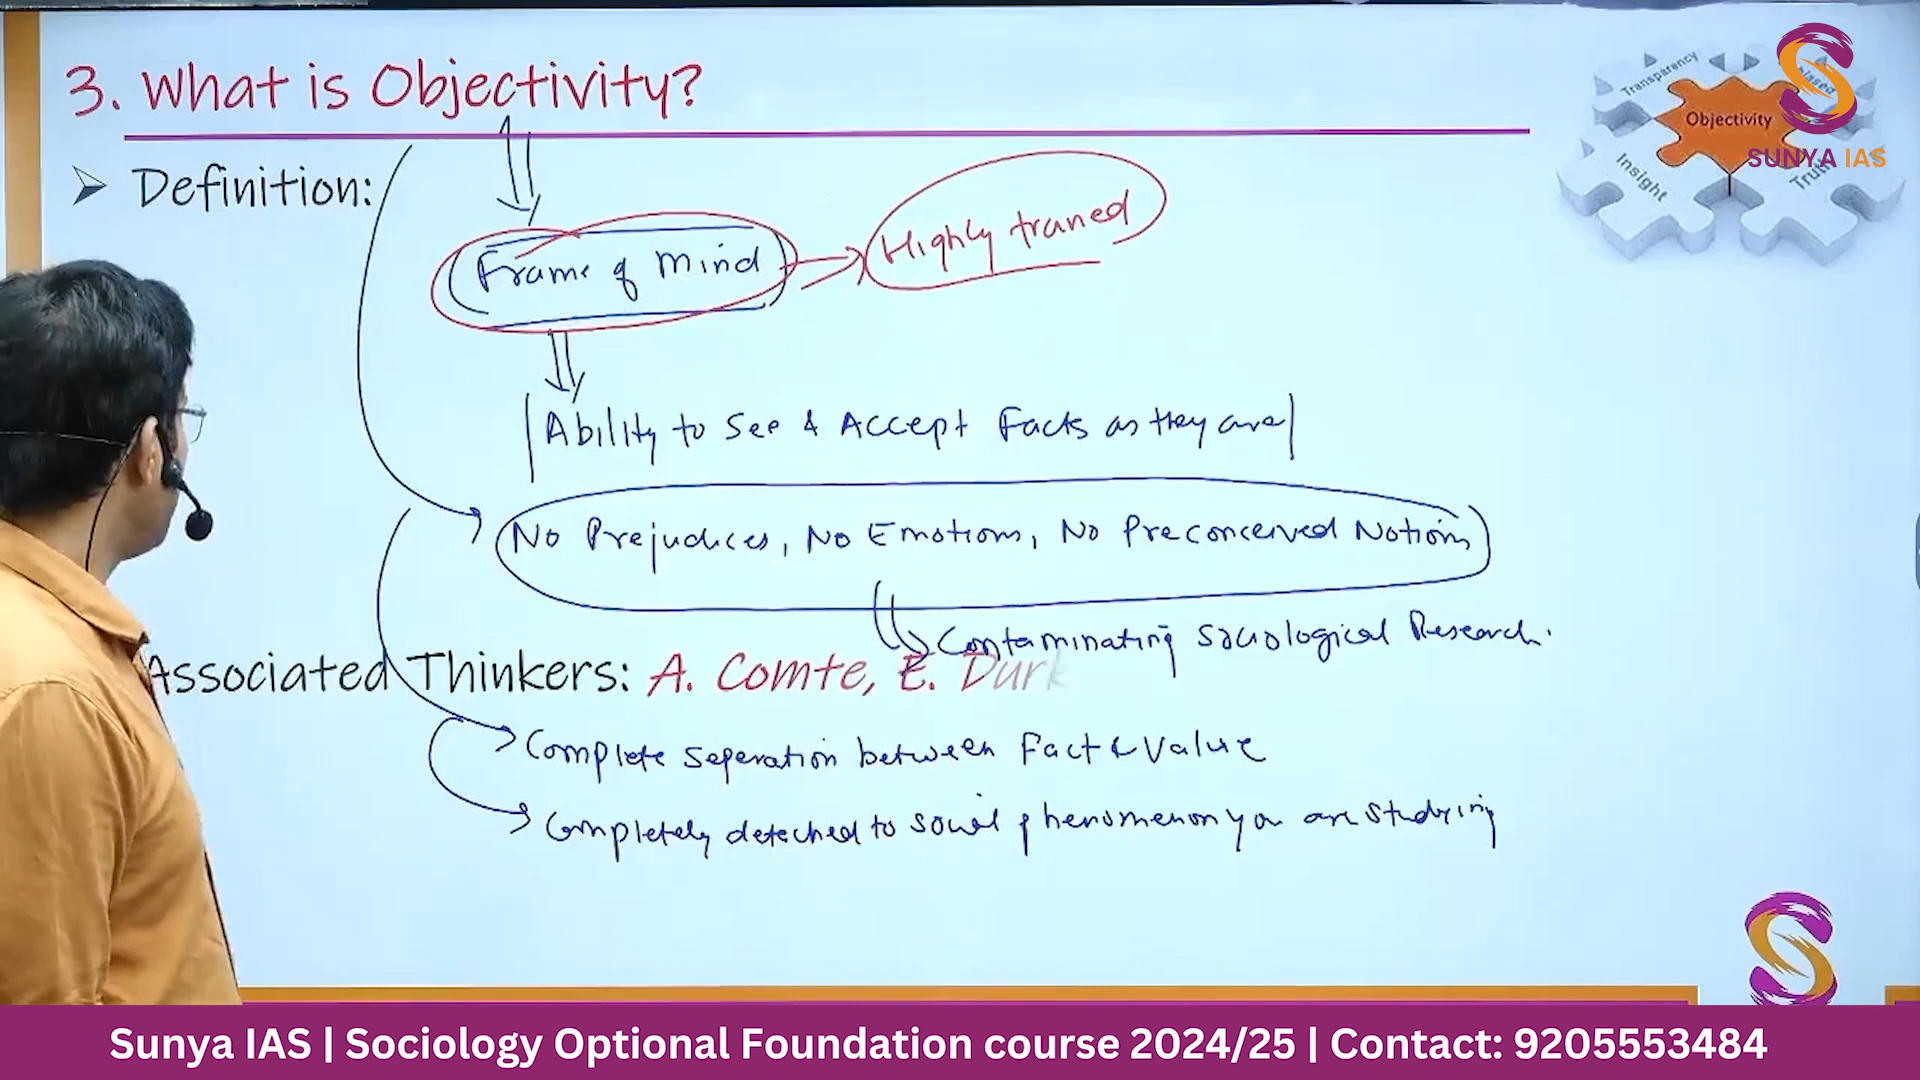 3. What is Objectivity?
Transparency
Objectivity
Insight
SUNYA IAS
➢ Definition:
Frame of Mind
Highly traned
Ability to See & Accept Facts as they are
No Prejudices, No Emotions, No Preconceived Notions
Contaminating Sociological Research.
Associated Thinkers: A. Comte, E. Durk
Complete Seperation between Fact & Value
Completely detached to social phenomenon you are studying
Sunya IAS | Sociology Optional Foundation course 2024/25 | Contact: 9205553484